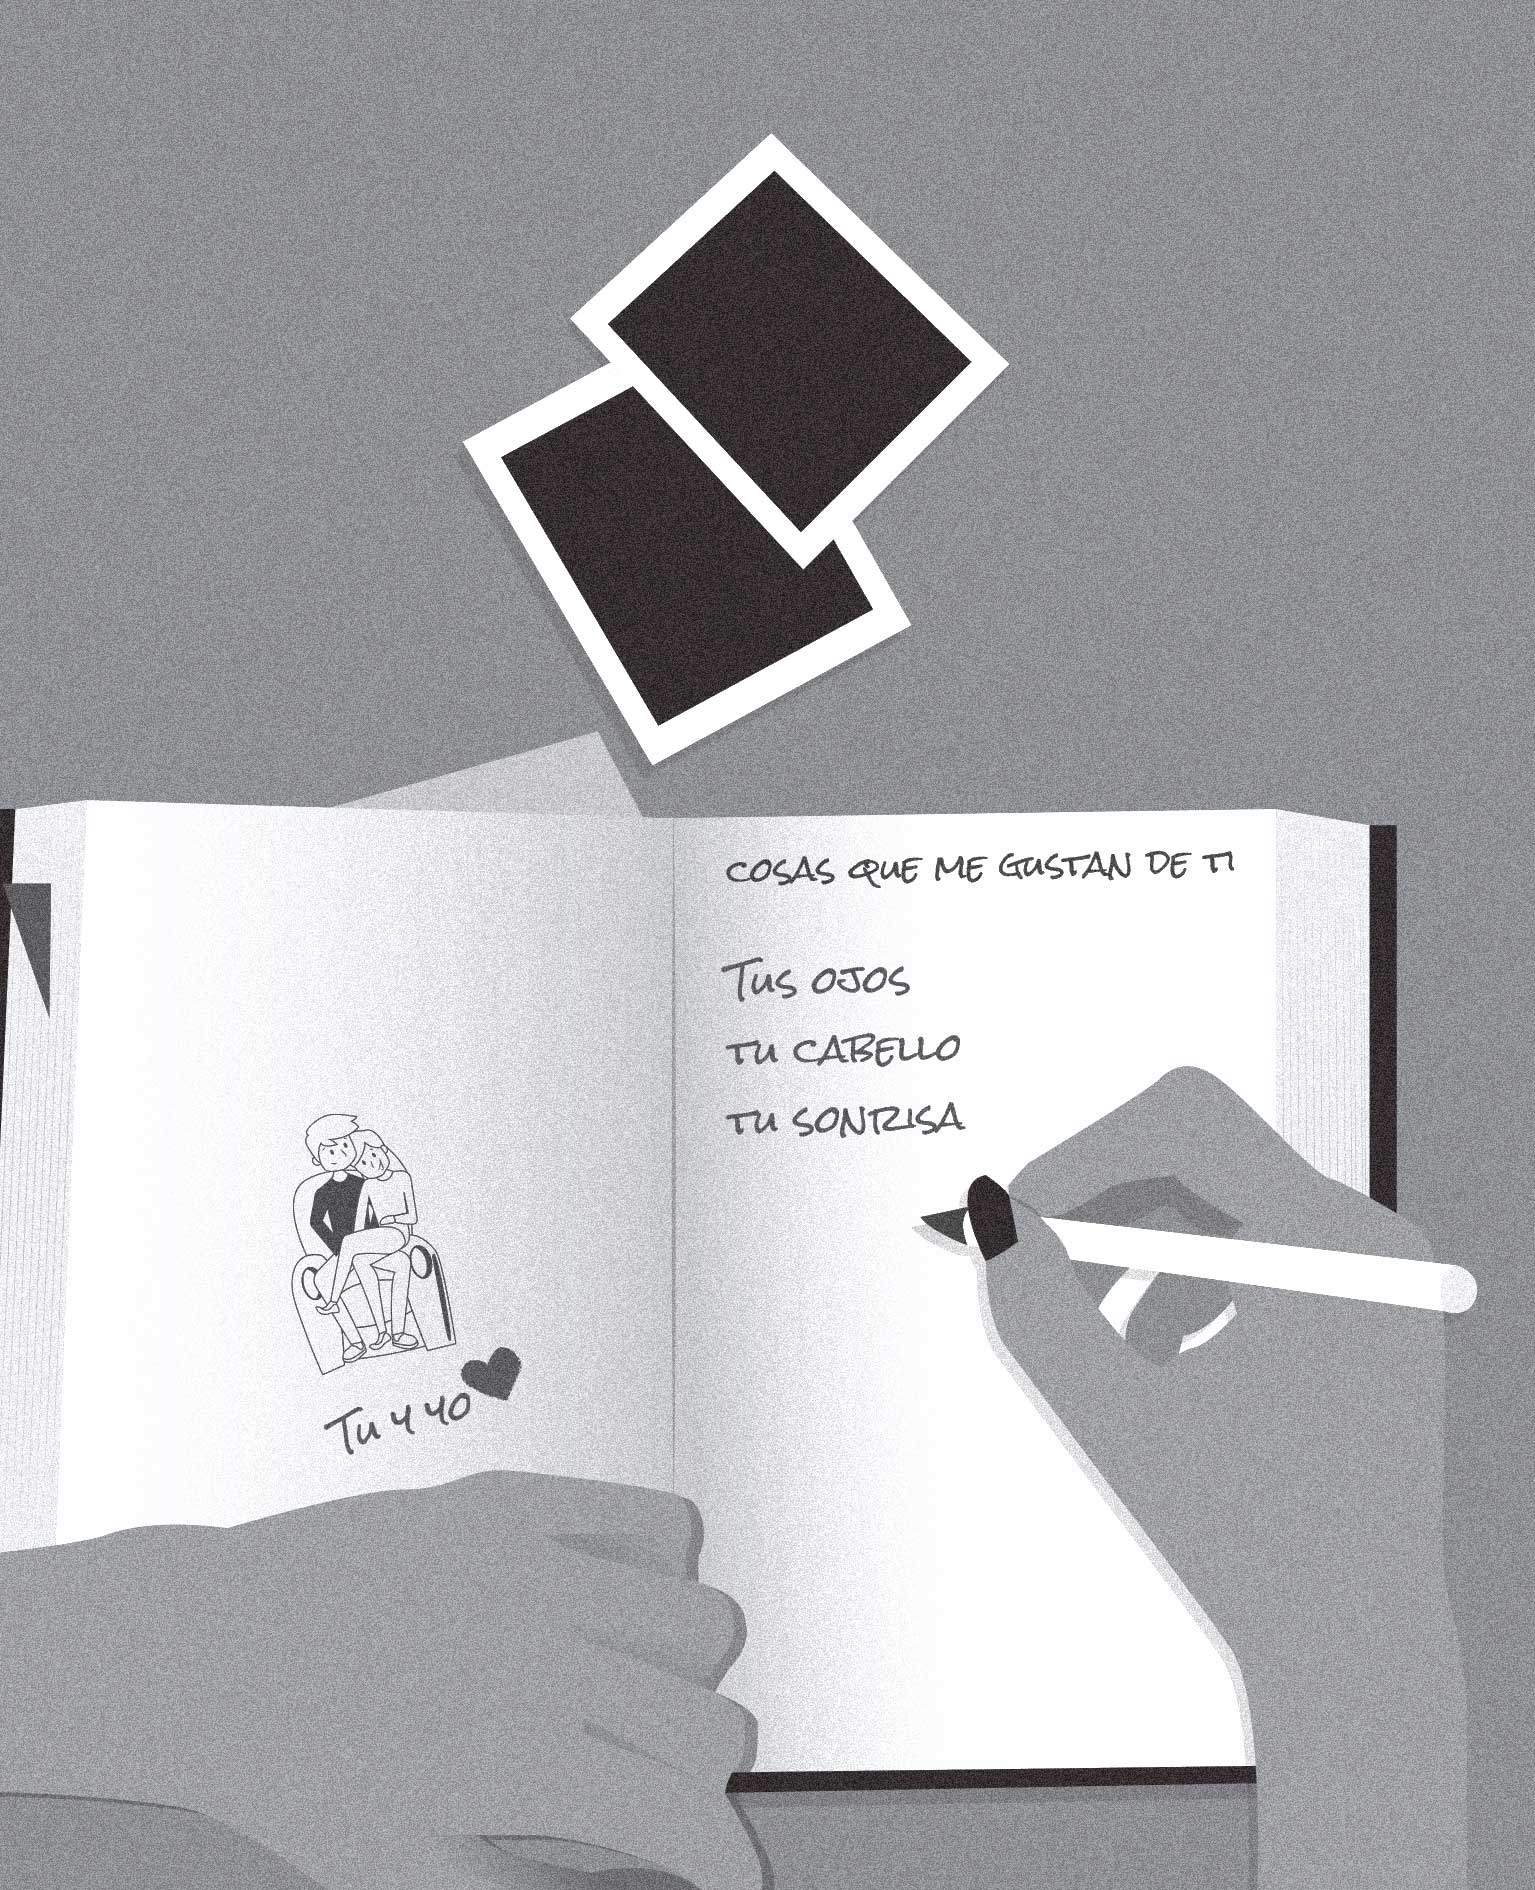 Tu y yo
COSAS QUE ME GUSTAN DE TI
Tus OJOS
TU CABELLO
TU SONRISA